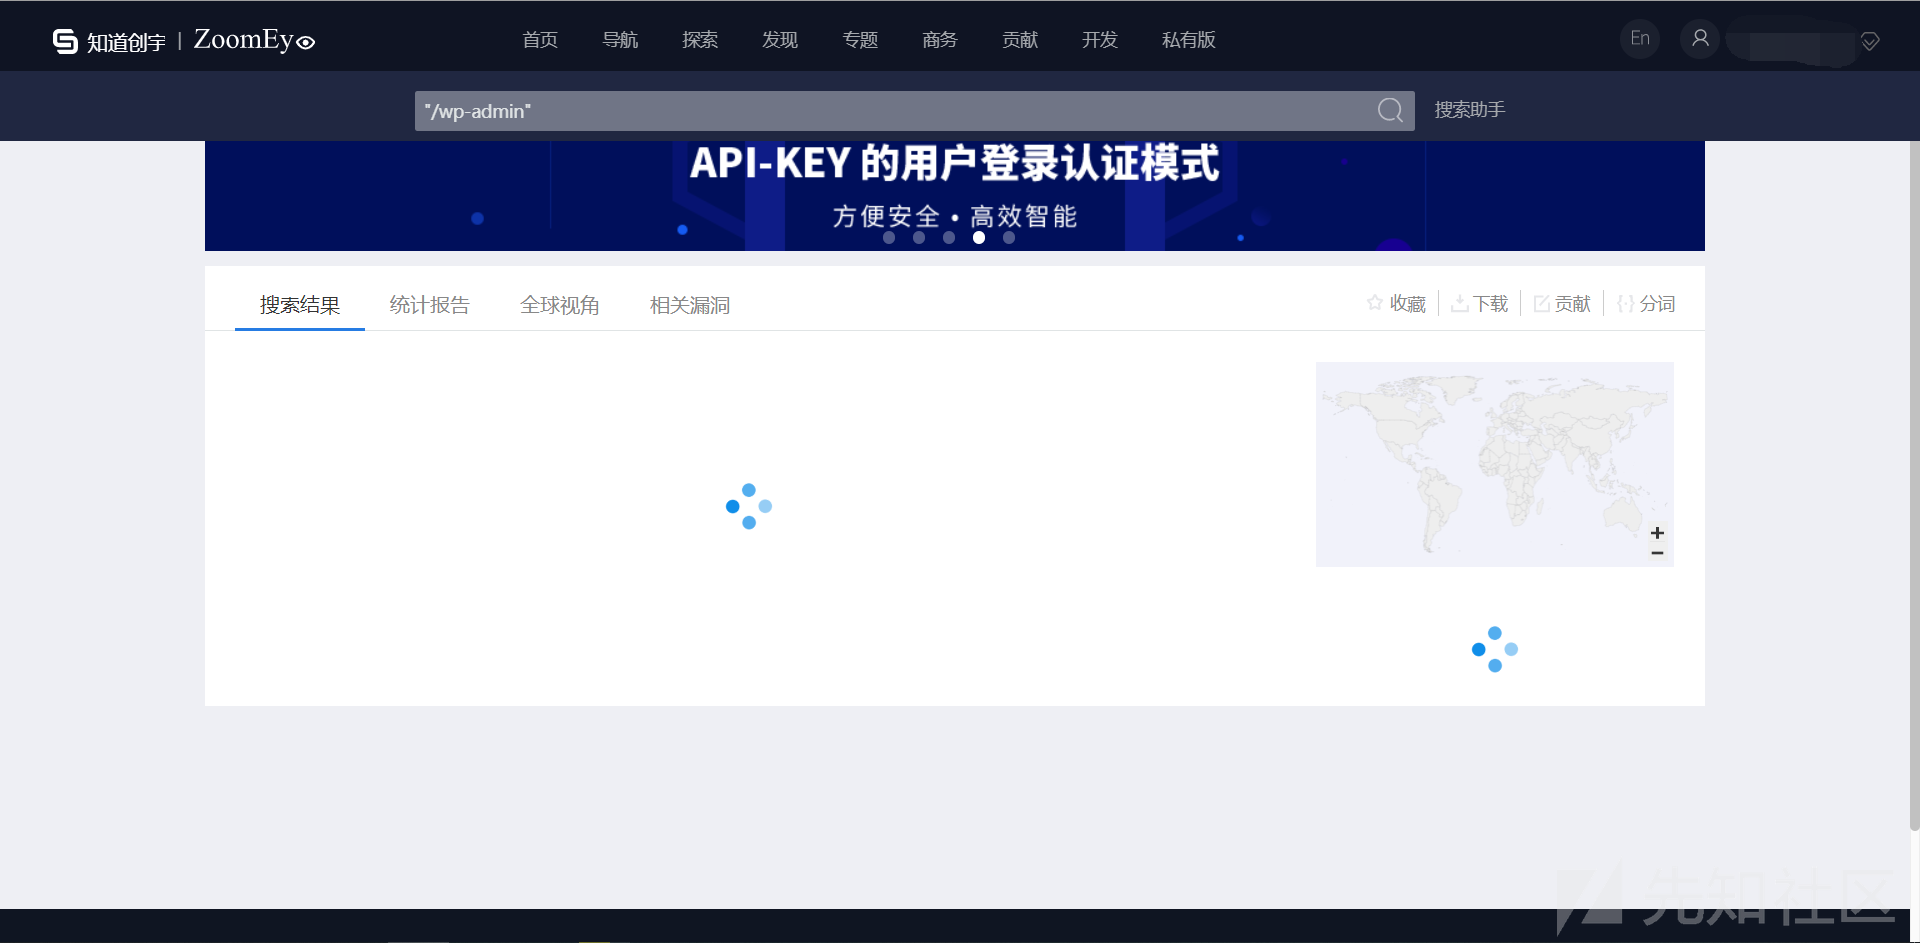 知道创宇 | ZoomEye
首页 导航 探索 发现 专题 商务 贡献 开发 私有版 En
"/wp-admin" 搜索助手
API-KEY 的用户登录认证模式
方便安全 • 高效智能
搜索结果 统计报告 全球视角 相关漏洞 收藏 下载 贡献 分词
+
−
先知社区